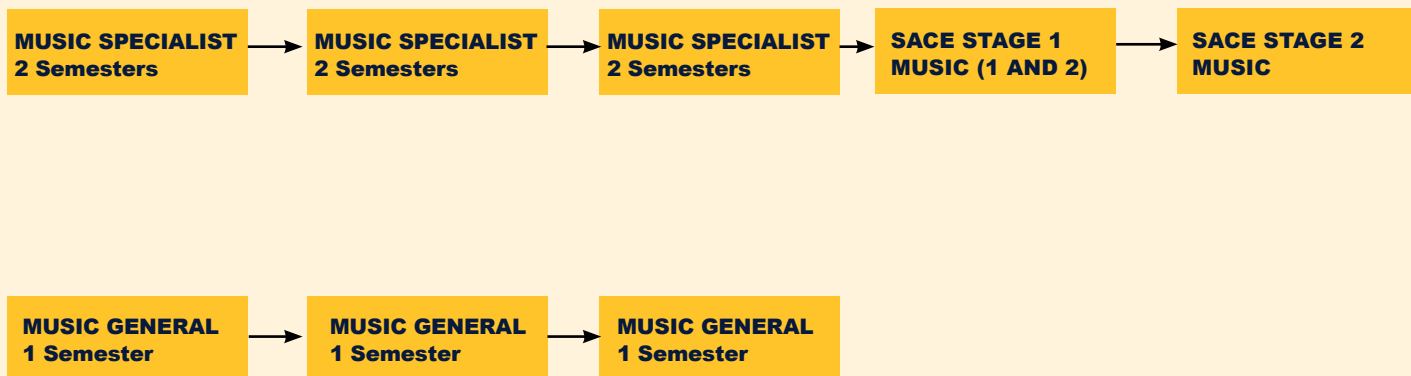 MUSIC SPECIALIST
2 Semesters
MUSIC SPECIALIST
2 Semesters
MUSIC SPECIALIST
2 Semesters
SACE STAGE 1
MUSIC (1 AND 2)
SACE STAGE 2
MUSIC
MUSIC GENERAL
1 Semester
MUSIC GENERAL
1 Semester
MUSIC GENERAL
1 Semester